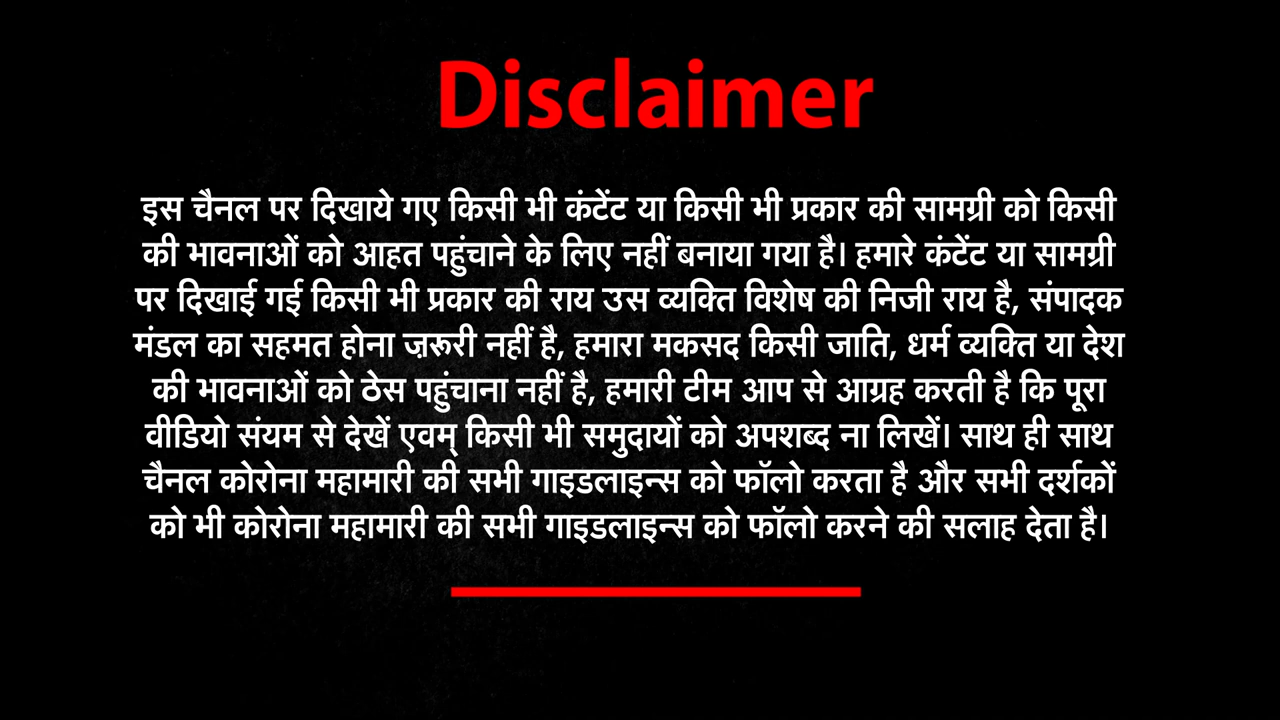 Disclaimer
इस चैनल पर दिखाये गए किसी भी कंटेंट या किसी भी प्रकार की सामग्री को किसी
की भावनाओं को आहत पहुंचाने के लिए नहीं बनाया गया है। हमारे कंटेंट या सामग्री
पर दिखाई गई किसी भी प्रकार की राय उस व्यक्ति विशेष की निजी राय है, संपादक
मंडल का सहमत होना ज़रूरी नहीं है, हमारा मकसद किसी जाति, धर्म व्यक्ति या देश
की भावनाओं को ठेस पहुंचाना नहीं है, हमारी टीम आप से आग्रह करती है कि पूरा
वीडियो संयम से देखें एवम् किसी भी समुदायों को अपशब्द ना लिखें। साथ ही साथ
चैनल कोरोना महामारी की सभी गाइडलाइन्स को फॉलो करता है और सभी दर्शकों
को भी कोरोना महामारी की सभी गाइडलाइन्स को फॉलो करने की सलाह देता है।